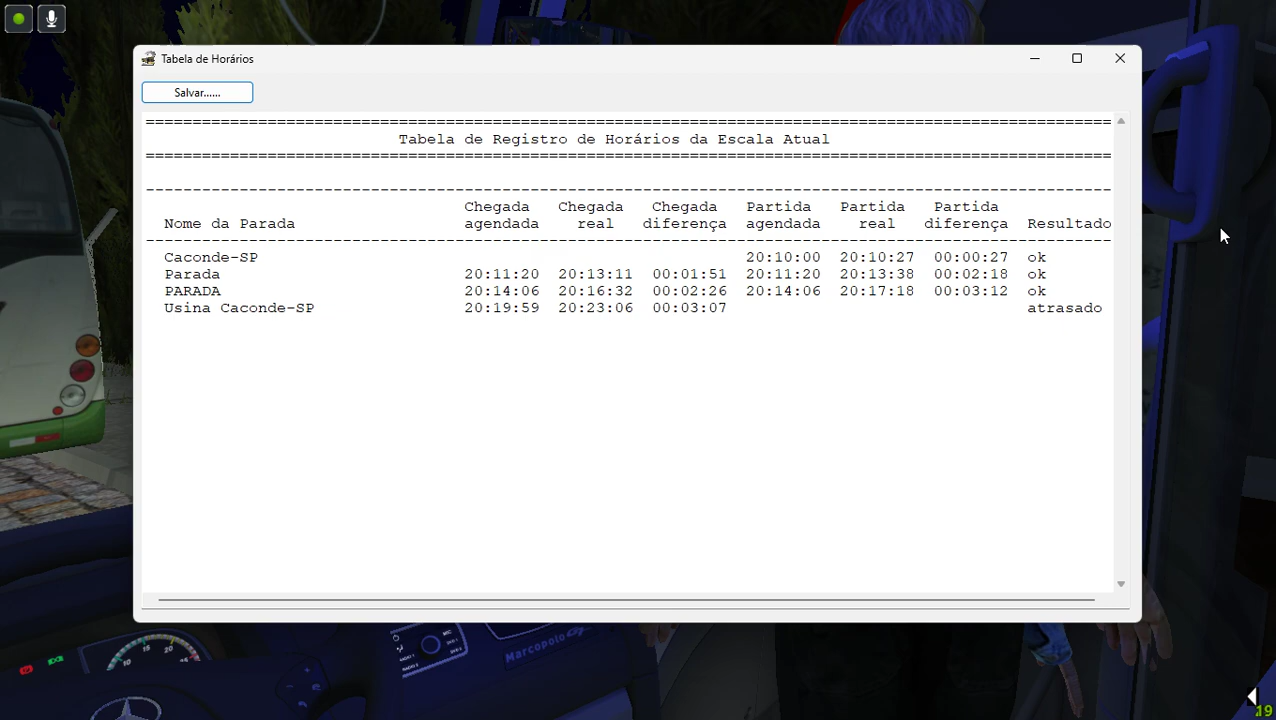 Tabela de Horários
Salvar......
Tabela de Registro de Horários da Escala Atual
Chegada Chegada Chegada Partida Partida Partida
Nome da Parada agendada real diferença agendada real diferença Resultado
Caconde-SP 20:10:00 20:10:27 00:00:27 ok
Parada 20:11:20 20:13:11 00:01:51 20:11:20 20:13:38 00:02:18 ok
PARADA 20:14:06 20:16:32 00:02:26 20:14:06 20:17:18 00:03:12 ok
Usina Caconde-SP 20:19:59 20:23:06 00:03:07 atrasado
10 15 20
Marcopolo
19